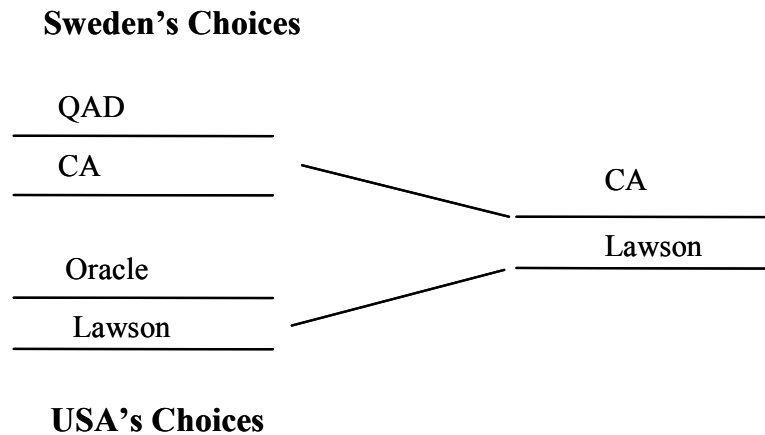 Sweden’s Choices
QAD
CA
CA
Lawson
Oracle
Lawson
USA’s Choices